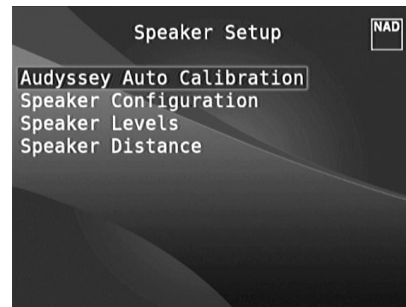 Speaker Setup
NAD
Audyssey Auto Calibration
Speaker Configuration
Speaker Levels
Speaker Distance